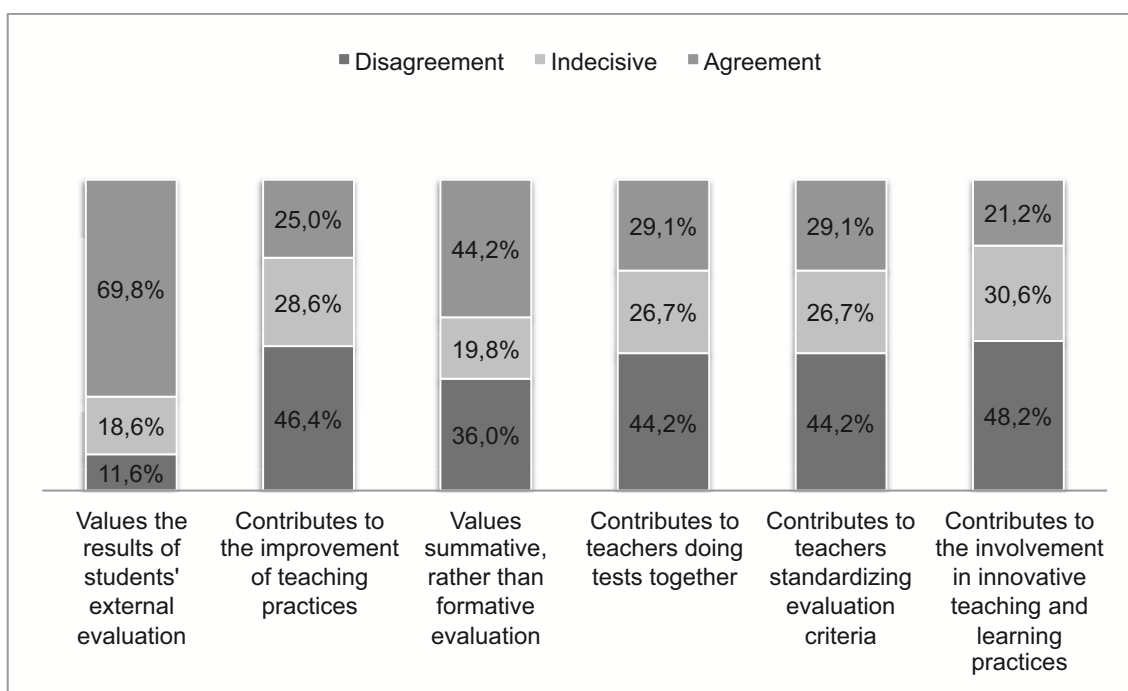 Disagreement Indecisive Agreement
69,8%
18,6%
11,6%
25,0%
28,6%
46,4%
44,2%
19,8%
36,0%
29,1%
26,7%
44,2%
29,1%
26,7%
44,2%
21,2%
30,6%
48,2%
Values the
results of
students'
external
evaluation
Contributes to
the improvement
of teaching
practices
Values
summative,
rather than
formative
evaluation
Contributes to
teachers doing
tests together
Contributes to
teachers
standardizing
evaluation
criteria
Contributes to
the involvement
in innovative
teaching and
learning
practices